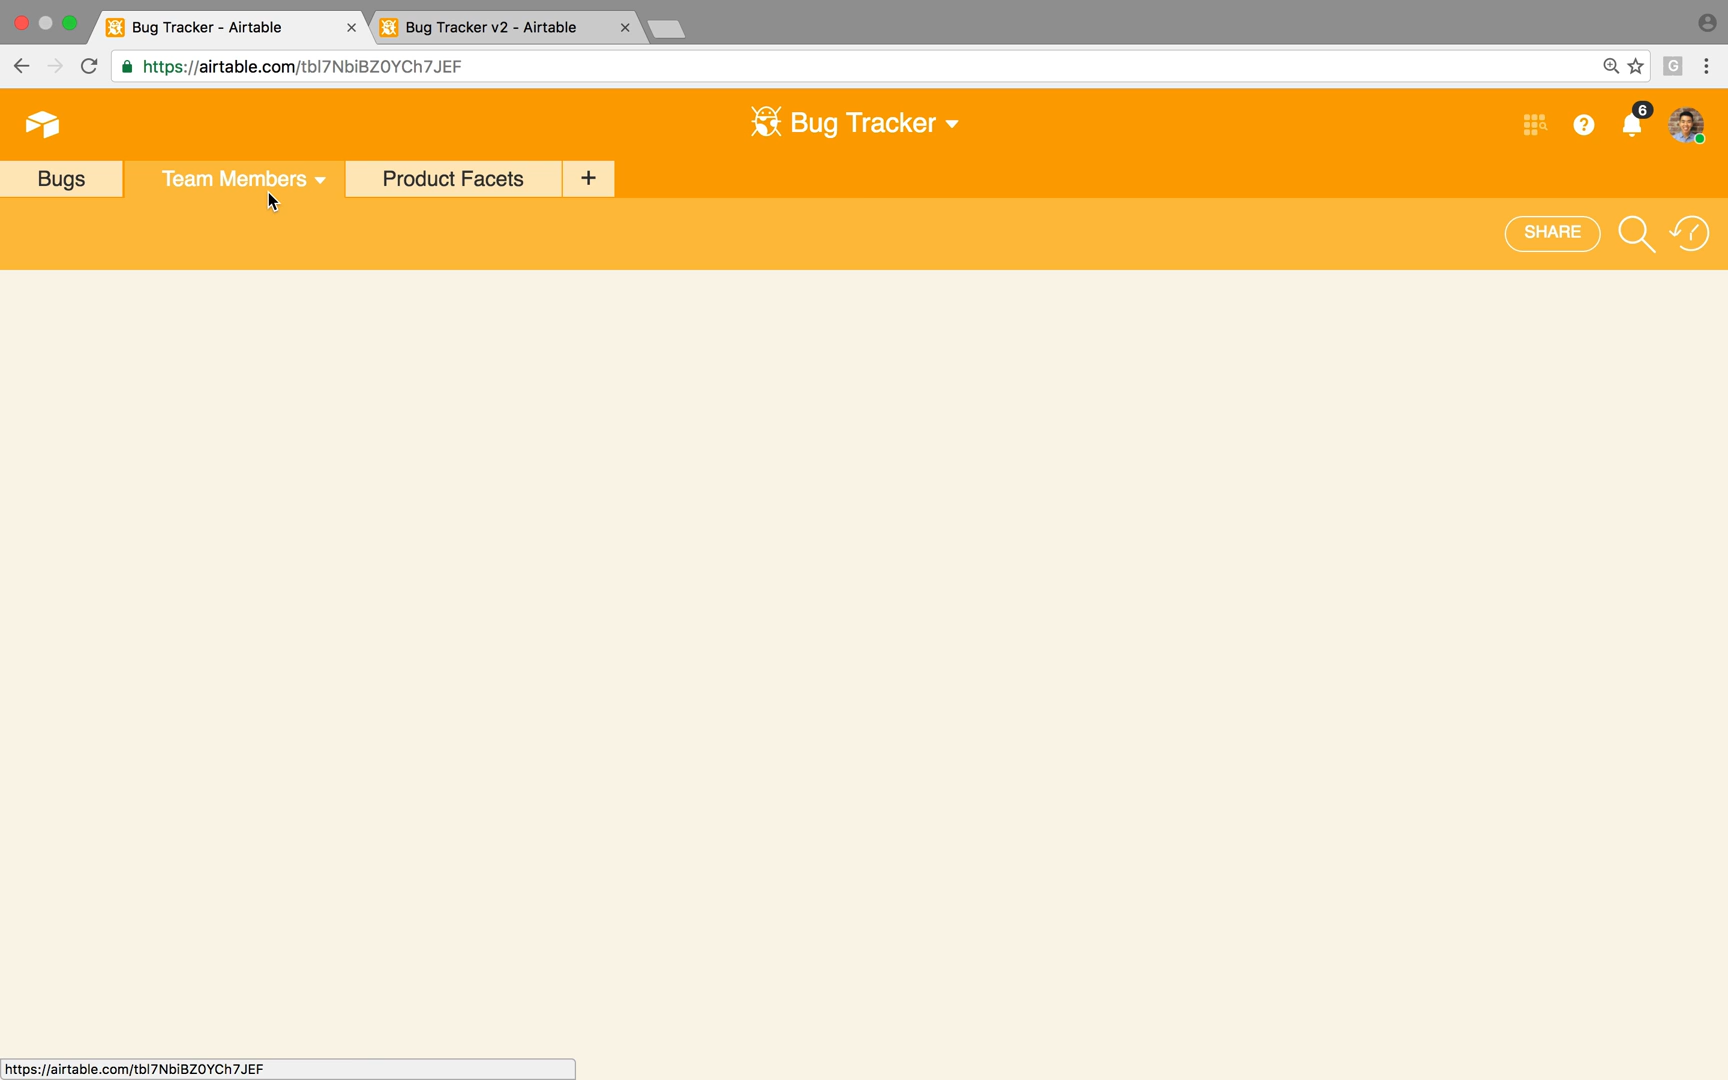 Bug Tracker - Airtable
Bug Tracker v2 - Airtable
https://airtable.com/tbl7NbiBZ0YCh7JEF
G
Bug Tracker
?
6
Bugs
Team Members
Product Facets
+
SHARE
https://airtable.com/tbl7NbiBZ0YCh7JEF